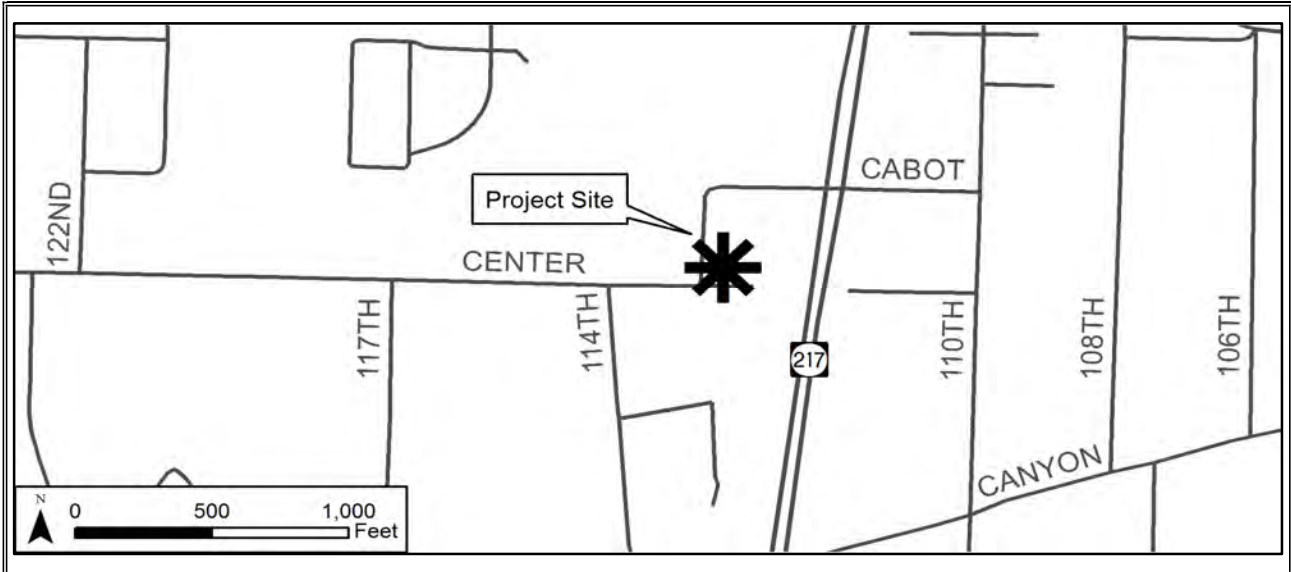 CABOT
Project Site
122ND
CENTER
117TH
114TH
110TH
108TH
106TH
217
CANYON
N
0 500 1,000
Feet